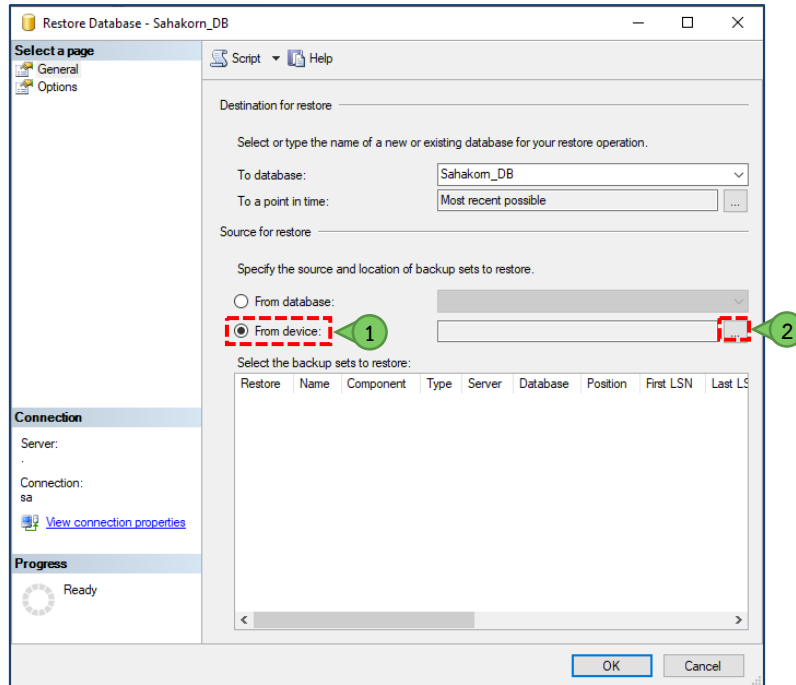 Restore Database - Sahakorn_DB
Select a page
General
Options
Script
Help
Destination for restore
Select or type the name of a new or existing database for your restore operation.
To database:
Sahakorn_DB
To a point in time:
Most recent possible
...
Source for restore
Specify the source and location of backup sets to restore.
From database:
From device:
1
...
2
Select the backup sets to restore:
Restore Name Component Type Server Database Position First LSN Last LS
Connection
Server:
.
Connection:
sa
View connection properties
Progress
Ready
OK
Cancel